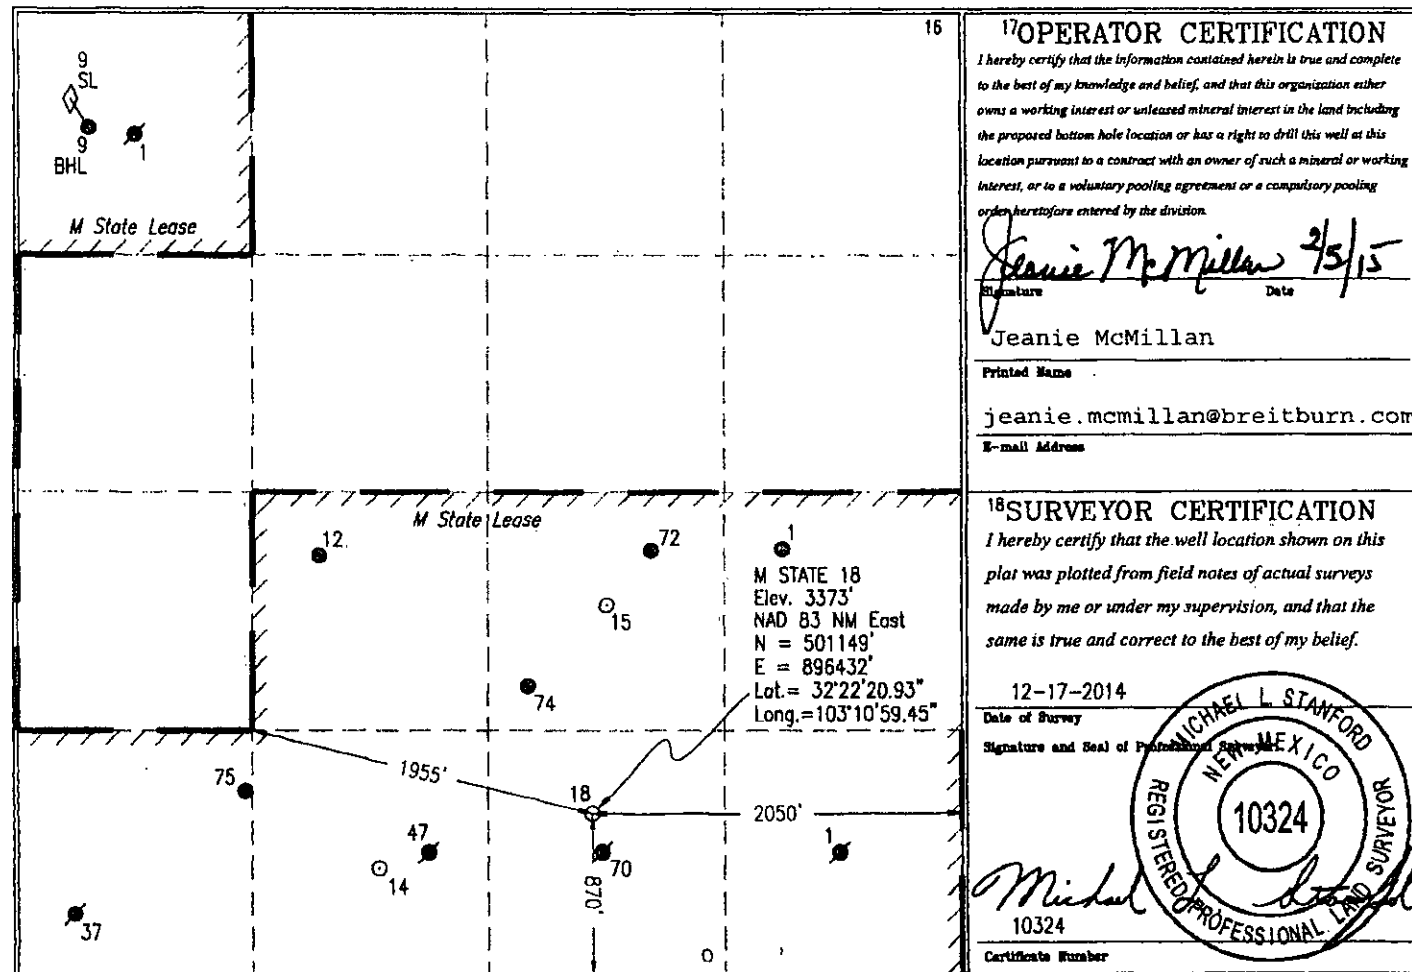 16
9
SL
9
BHL
1
M State Lease
M State Lease
12
72
1
15
74
M STATE 18
Elev. 3373'
NAD 83 NM East
N = 501149'
E = 896432'
Lat.= 32°22'20.93"
Long.=103°10'59.45"
1955'
75
18
2050'
47
14
70
1
870'
37
17 OPERATOR CERTIFICATION
I hereby certify that the information contained herein is true and complete
to the best of my knowledge and belief, and that this organization either
owns a working interest or unleased mineral interest in the land including
the proposed bottom hole location or has a right to drill this well at this
location pursuant to a contract with an owner of such a mineral or working
interest, or to a voluntary pooling agreement or a compulsory pooling
order heretofore entered by the division.
Jeanie McMillan 2/5/15
Signature Date
Jeanie McMillan
Printed Name
jeanie.mcmillan@breitburn.com
E-mail Address
18 SURVEYOR CERTIFICATION
I hereby certify that the well location shown on this
plat was plotted from field notes of actual surveys
made by me or under my supervision, and that the
same is true and correct to the best of my belief.
12-17-2014
Date of Survey
Signature and Seal of Professional Surveyor:
MICHAEL L. STANFORD
NEW MEXICO
10324
REGISTERED PROFESSIONAL LAND SURVEYOR
Michael L Stanford
10324
Certificate Number